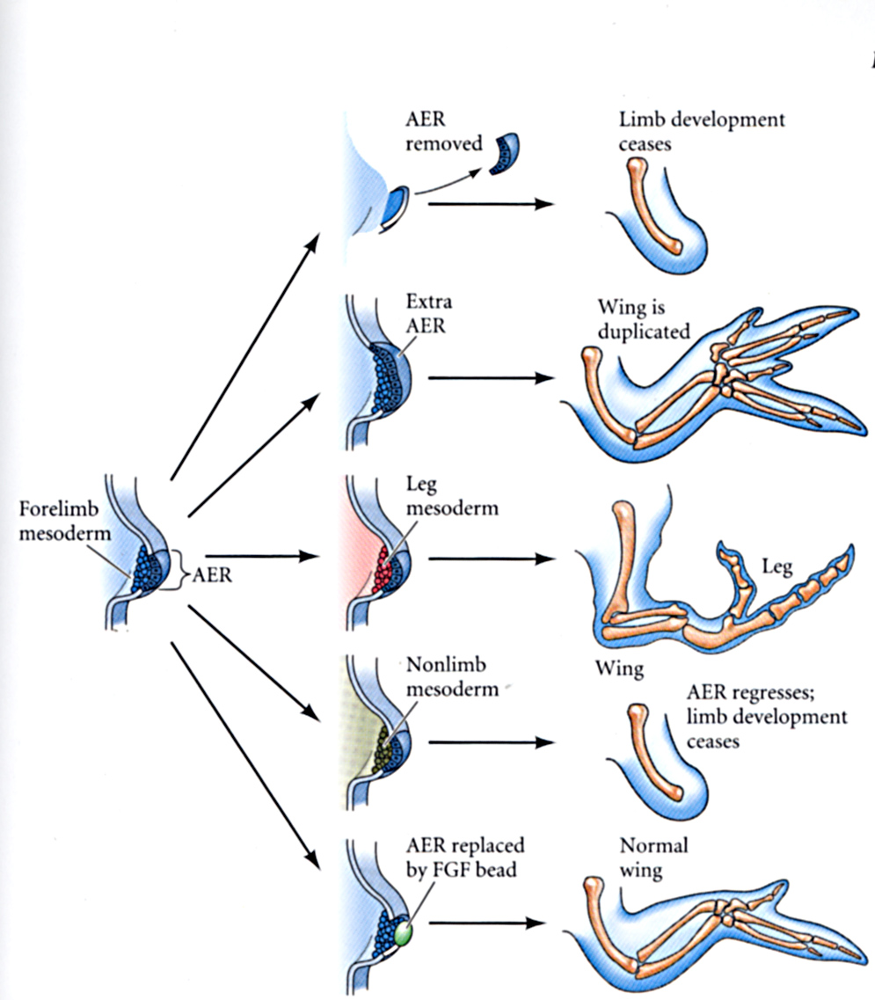 AER
removed
Limb development
ceases
Extra
AER
Wing is
duplicated
Forelimb
mesoderm
AER
Leg
mesoderm
Leg
Wing
Nonlimb
mesoderm
AER regresses;
limb development
ceases
AER replaced
by FGF bead
Normal
wing